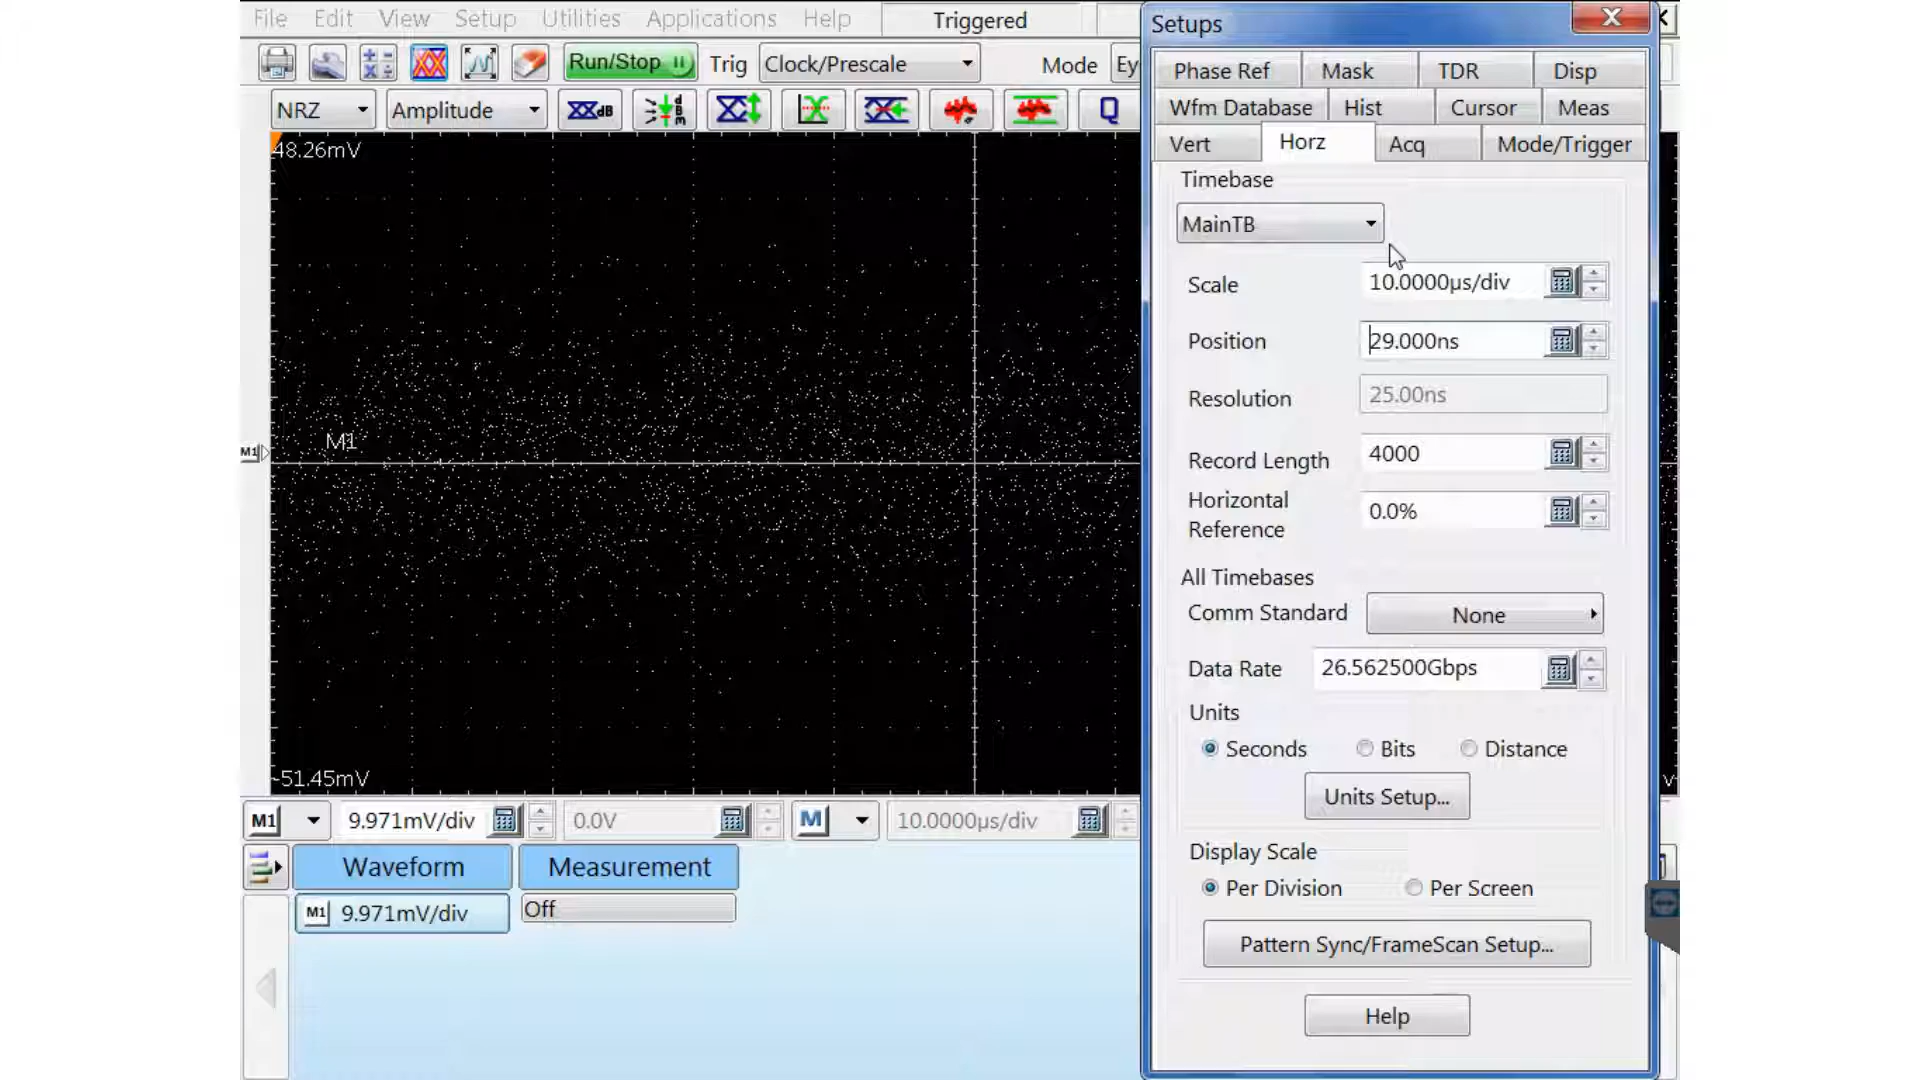 File Edit View Setup Utilities Applications Help Triggered
Run/Stop Trig Clock/Prescale Mode Ey
NRZ Amplitude dB dBm Q
48.26mV
M1
M1
-51.45mV
M1 9.971mV/div 0.0V M 10.0000µs/div
Waveform Measurement
M1 9.971mV/div Off
Setups
Phase Ref Mask TDR Disp
Wfm Database Hist Cursor Meas
Vert Horz Acq Mode/Trigger
Timebase
MainTB
Scale 10.0000µs/div
Position 29.000ns
Resolution 25.00ns
Record Length 4000
Horizontal
Reference 0.0%
All Timebases
Comm Standard None
Data Rate 26.562500Gbps
Units
Seconds Bits Distance
Units Setup...
Display Scale
Per Division Per Screen
Pattern Sync/FrameScan Setup...
Help